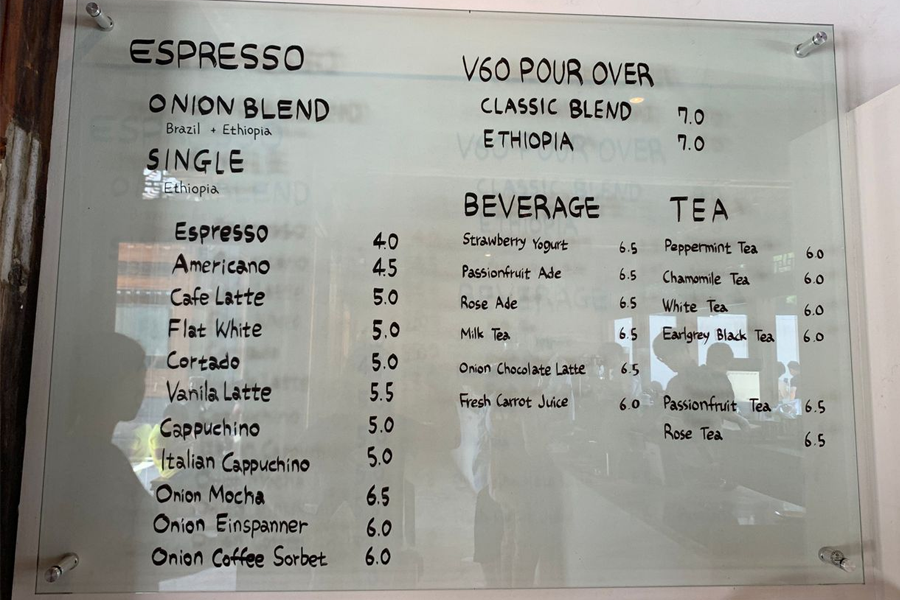 ESPRESSO
ONION BLEND
Brazil + Ethiopia
SINGLE
Ethiopia
Espresso 4.0
Americano 4.5
Cafe Latte 5.0
Flat White 5.0
Cortado 5.0
Vanila Latte 5.5
Cappuchino 5.0
Italian Cappuchino 5.0
Onion Mocha 6.5
Onion Einspanner 6.0
Onion Coffee Sorbet 6.0
V60 POUR OVER
CLASSIC BLEND 7.0
ETHIOPIA 7.0
BEVERAGE
Strawberry Yogurt 6.5
Passionfruit Ade 6.5
Rose Ade 6.5
Milk Tea 6.5
Onion Chocolate Latte 6.5
Fresh Carrot Juice 6.0
TEA
Peppermint Tea 6.0
Chamomile Tea 6.0
White Tea 6.0
Earlgrey Black Tea 6.0
Passionfruit Tea 6.5
Rose Tea 6.5